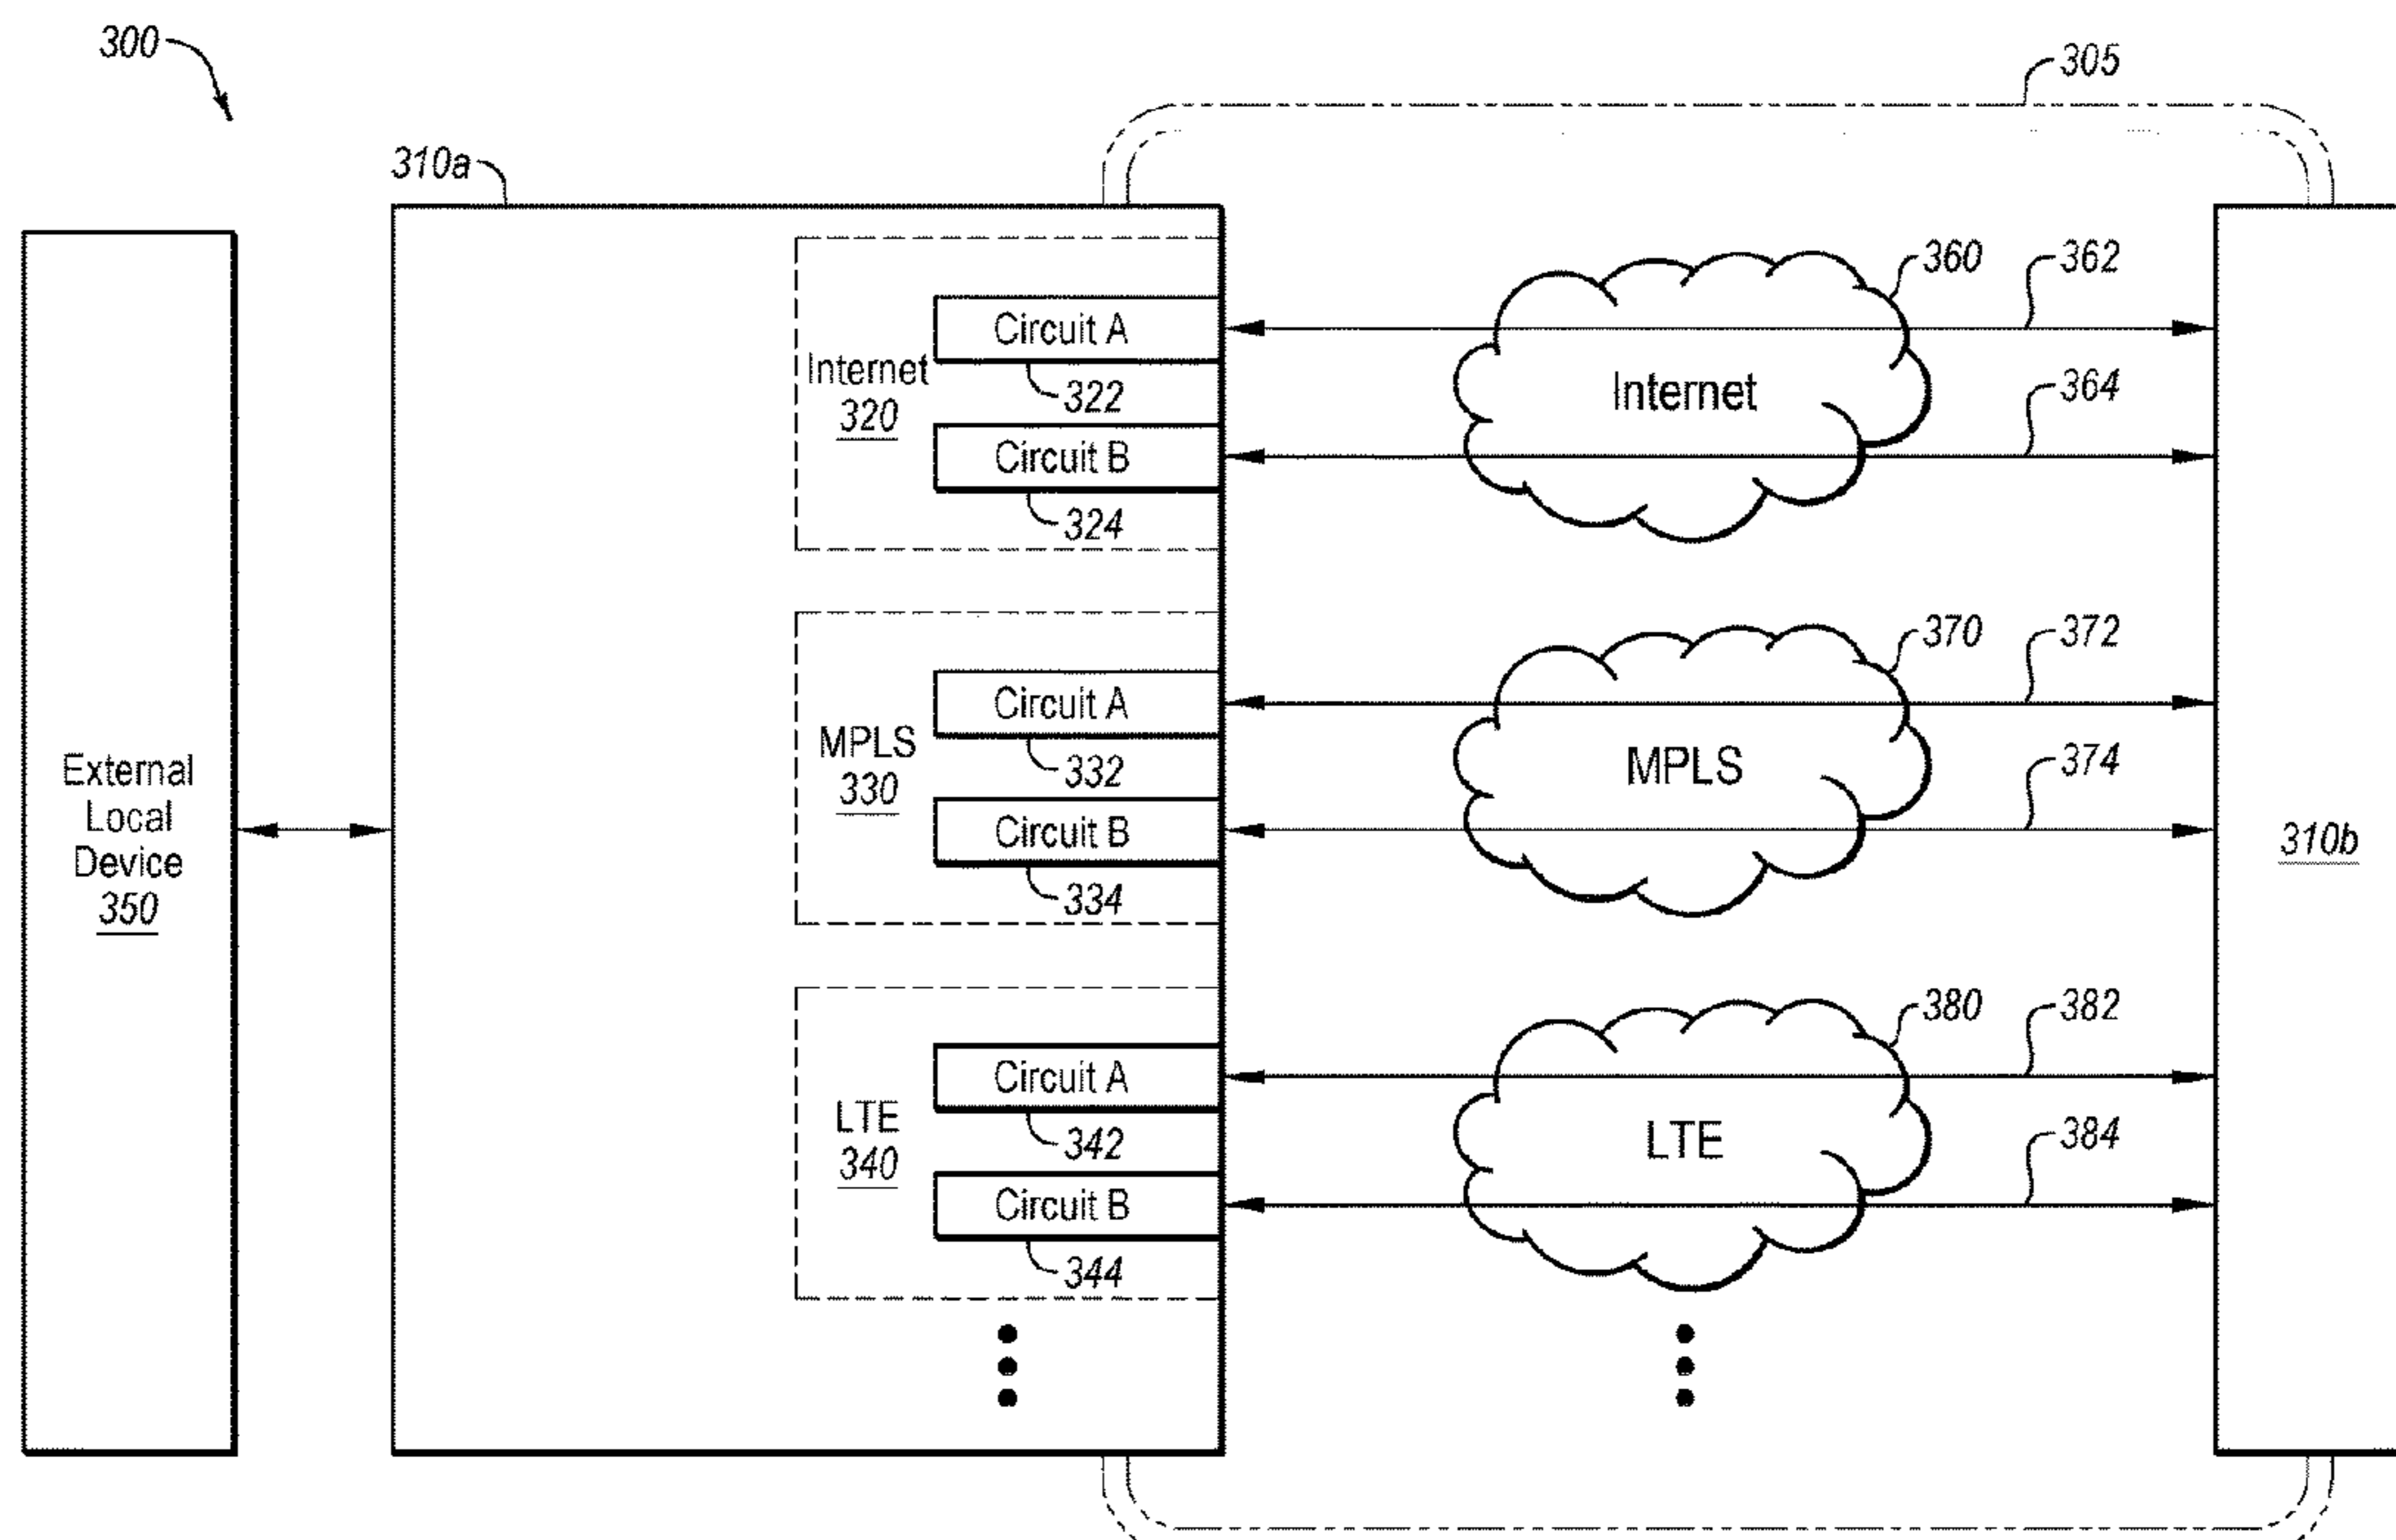 300
305
310a
360
362
Circuit A
Internet
320
322
Internet
364
Circuit B
324
370
372
Circuit A
MPLS
330
332
MPLS
374
Circuit B
334
External
Local
Device
350
310b
380
382
Circuit A
LTE
340
342
LTE
384
Circuit B
344